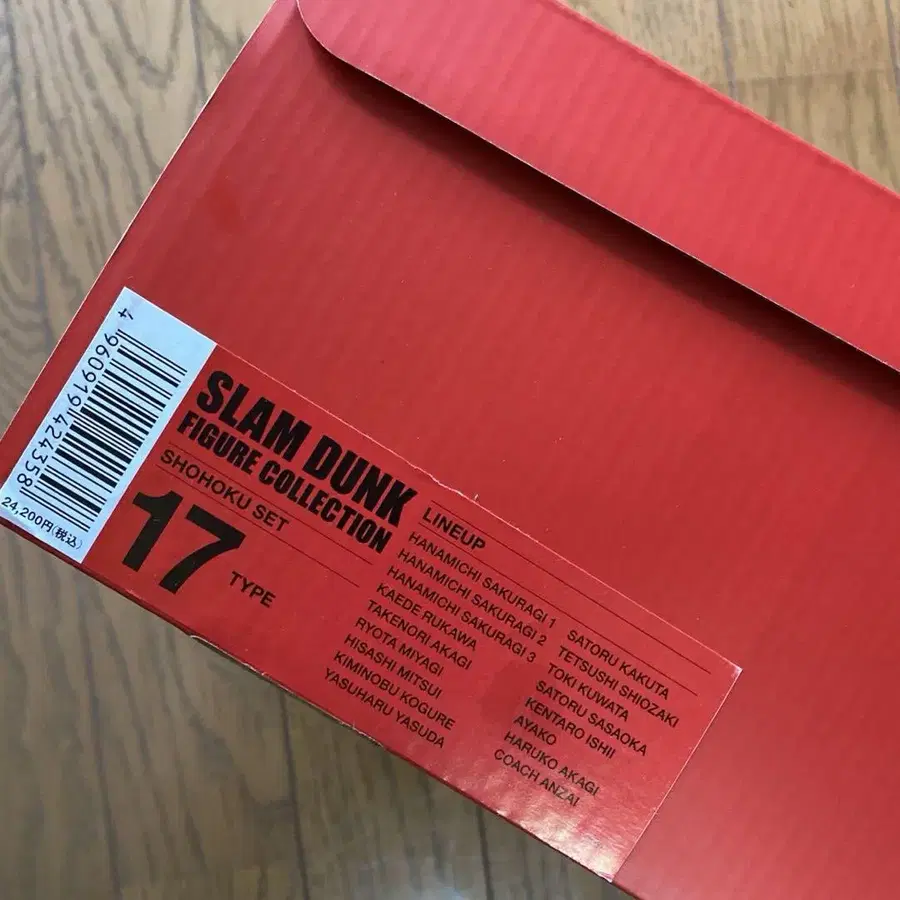 4 960919 424358
24,200円(税込)
SLAM DUNK
FIGURE COLLECTION
SHOHOKU SET
17 TYPE
LINEUP
HANAMICHI SAKURAGI 1
HANAMICHI SAKURAGI 2
HANAMICHI SAKURAGI 3
KAEDE RUKAWA
TAKENORI AKAGI
RYOTA MIYAGI
HISASHI MITSUI
KIMINOBU KOGURE
YASUHARU YASUDA
SATORU KAKUTA
TETSUSHI SHIOZAKI
TOKI KUWATA
SATORU SASAOKA
KENTARO ISHII
AYAKO
HARUKO AKAGI
COACH ANZAI